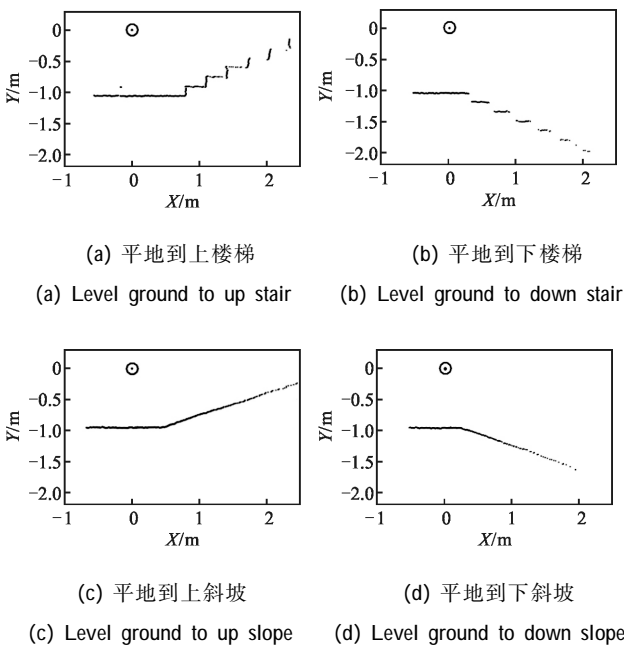 0
−0.5
−1.0
−1.5
−2.0
Y/m
−1 0 1 2
X/m
(a) 平地到上楼梯
(a) Level ground to up stair
0
−0.5
−1.0
−1.5
−2.0
Y/m
−1 0 1 2
X/m
(b) 平地到下楼梯
(b) Level ground to down stair
0
−0.5
−1.0
−1.5
−2.0
Y/m
−1 0 1 2
X/m
(c) 平地到上斜坡
(c) Level ground to up slope
0
−0.5
−1.0
−1.5
−2.0
Y/m
−1 0 1 2
X/m
(d) 平地到下斜坡
(d) Level ground to down slope